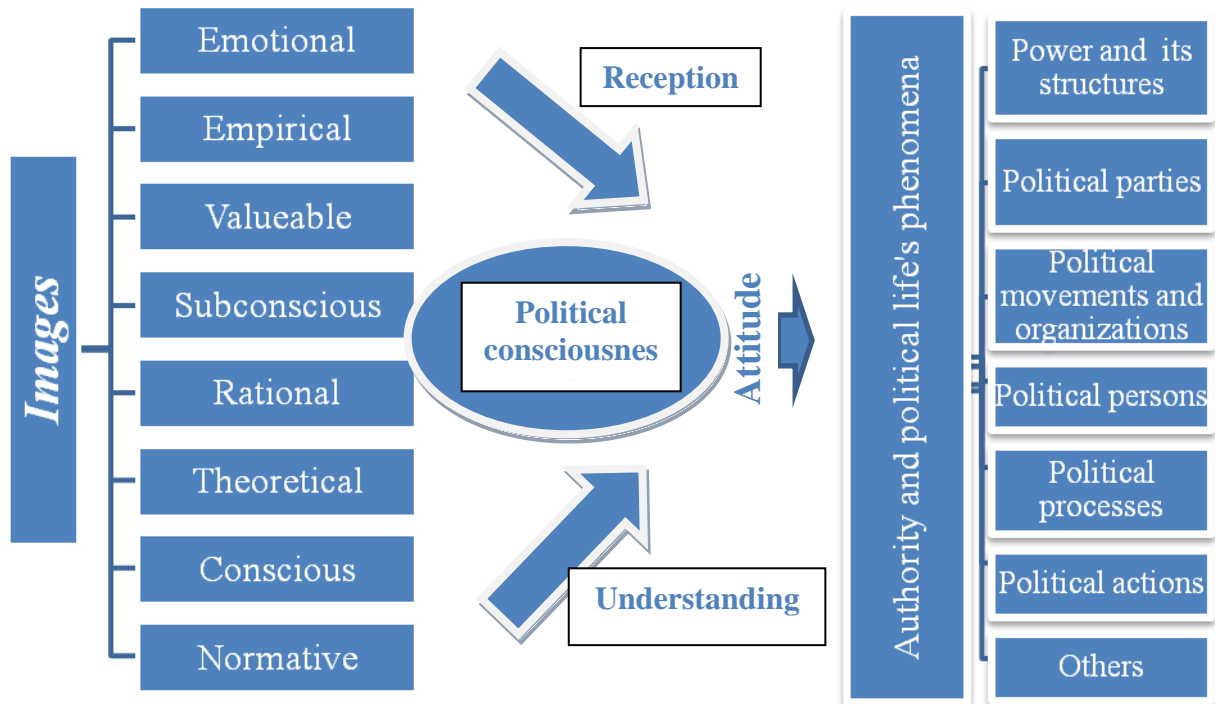 Images
Emotional
Empirical
Valueable
Subconscious
Rational
Theoretical
Conscious
Normative
Reception
Political
consciousnes
Understanding
Attitude
Authority and political life's phenomena
Power and its
structures
Political parties
Political
movements and
organizations
Political persons
Political
processes
Political actions
Others